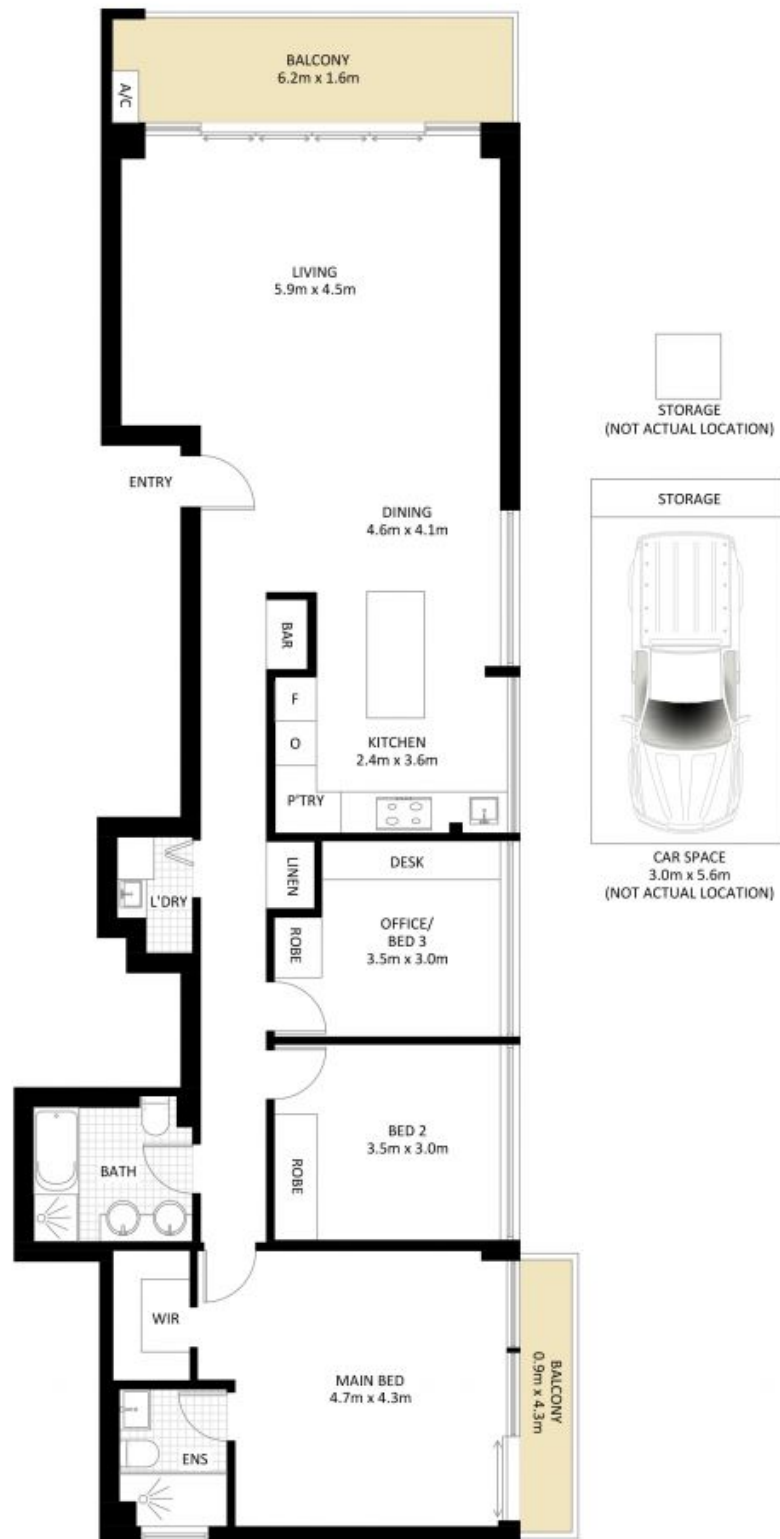 BALCONY
6.2m x 1.6m
A/C
LIVING
5.9m x 4.5m
STORAGE
(NOT ACTUAL LOCATION)
ENTRY
STORAGE
DINING
4.6m x 4.1m
BAR
F
O
KITCHEN
2.4m x 3.6m
P'TRY
CAR SPACE
3.0m x 5.6m
(NOT ACTUAL LOCATION)
L'DRY
LINEN
DESK
OFFICE/
BED 3
3.5m x 3.0m
ROBE
BED 2
3.5m x 3.0m
ROBE
BATH
WIR
MAIN BED
4.7m x 4.3m
BALCONY
0.9m x 4.3m
ENS